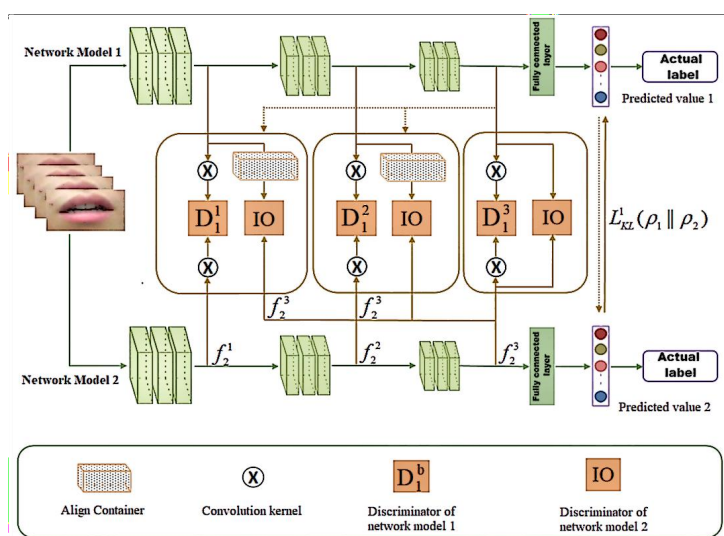 Network Model 1
Fully connected layer
Actual label
Predicted value 1
X
X
X
D₁¹
IO
D₁²
IO
D₁³
IO
X
X
X
L¹_KL(ρ₁ ∥ ρ₂)
f₂³
f₂³
f₂¹
f₂²
f₂³
Network Model 2
Fully connected layer
Actual label
Predicted value 2
X
D₁ᵇ
IO
Align Container
Convolution kernel
Discriminator of
network model 1
Discriminator of
network model 2